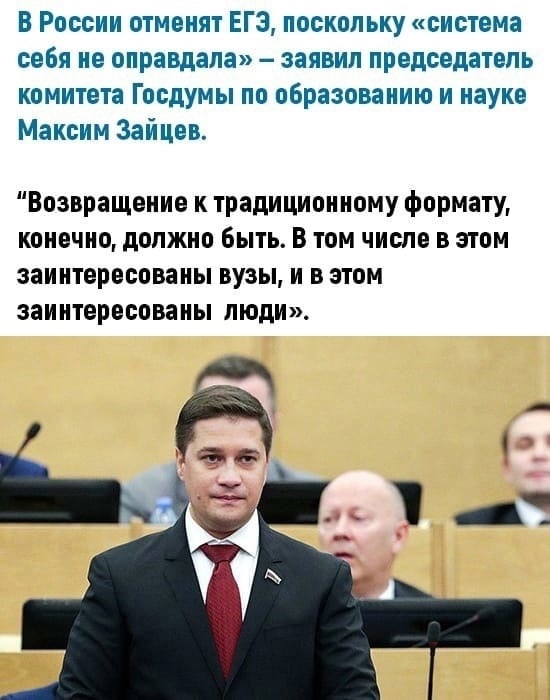 В России отменят ЕГЭ, поскольку «система
себя не оправдала» – заявил председатель
комитета Госдумы по образованию и науке
Максим Зайцев.
“Возвращение к традиционному формату,
конечно, должно быть. В том числе в этом
заинтересованы вузы, и в этом
заинтересованы люди».